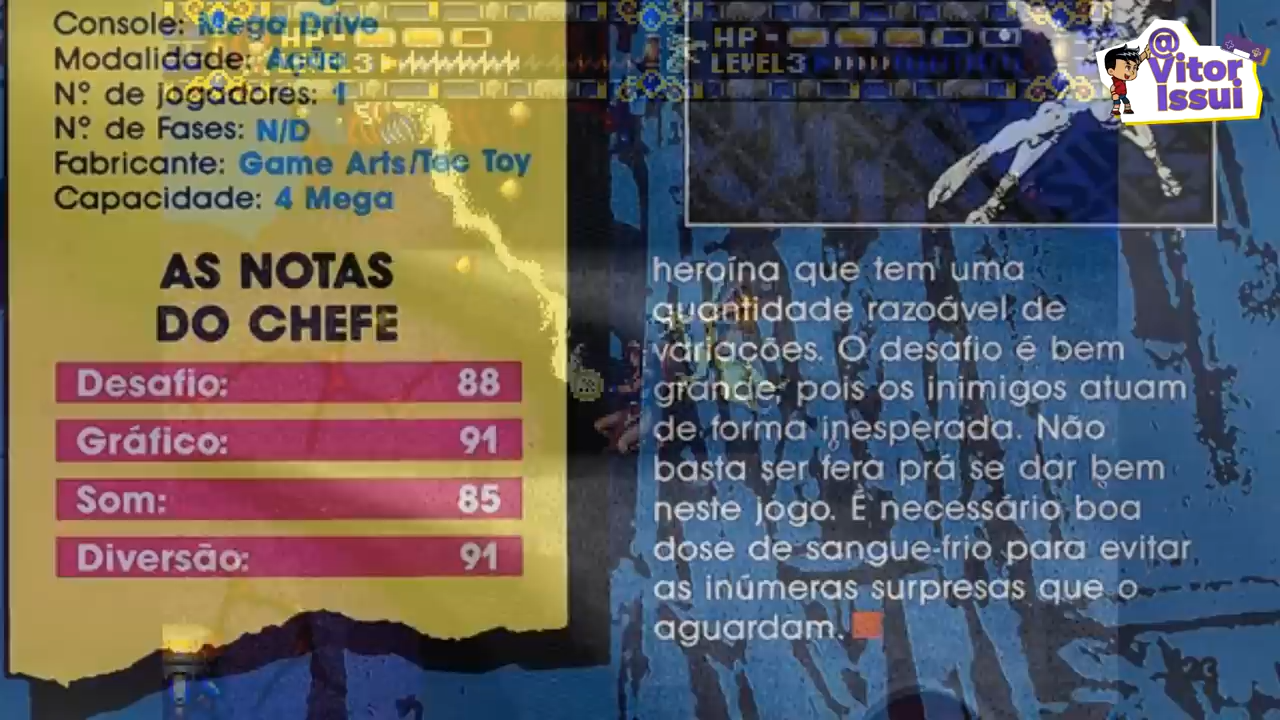 Console: Mega Drive
Modalidade: Ação
Nº de jogadores: 1
Nº de Fases: N/D
Fabricante: Game Arts/Tec Toy
Capacidade: 4 Mega
AS NOTAS
DO CHEFE
Desafio: 88
Gráfico: 91
Som: 85
Diversão: 91
HP -
3
HP -
LEVEL 3
@
Vitor
Issui
heroína que tem uma
quantidade razoável de
variações. O desafio é bem
grande, pois os inimigos atuam
de forma inesperada. Não
basta ser fera prá se dar bem
neste jogo. É necessário boa
dose de sangue-frio para evitar
as inúmeras surpresas que o
aguardam.